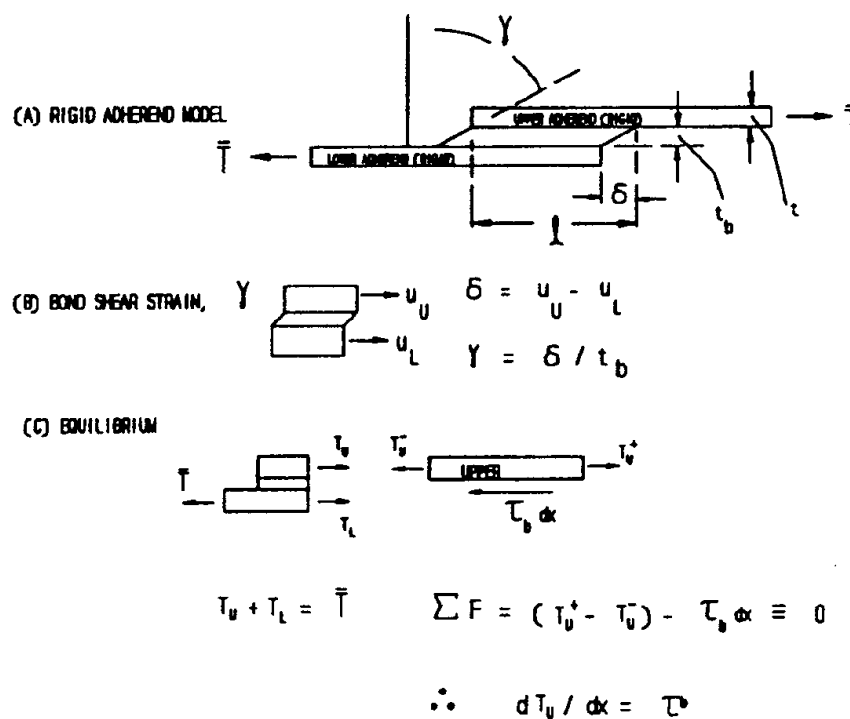 (A) RIGID ADHEREND MODEL
γ
UPPER ADHEREND (RIGID)
T̄
T̄
LOWER ADHEREND (RIGID)
δ
l
t_b
t
(B) BOND SHEAR STRAIN, γ
u_U
u_L
δ = u_U - u_L
γ = δ / t_b
(C) EQUILIBRIUM
T̄
T_U
T_L
T_U^-
UPPER
T_U^+
τ_b dx
T_U + T_L = T̄
Σ F = (T_U^+ - T_U^-) - τ_b dx ≡ 0
∴ dT_U / dx = τ_b